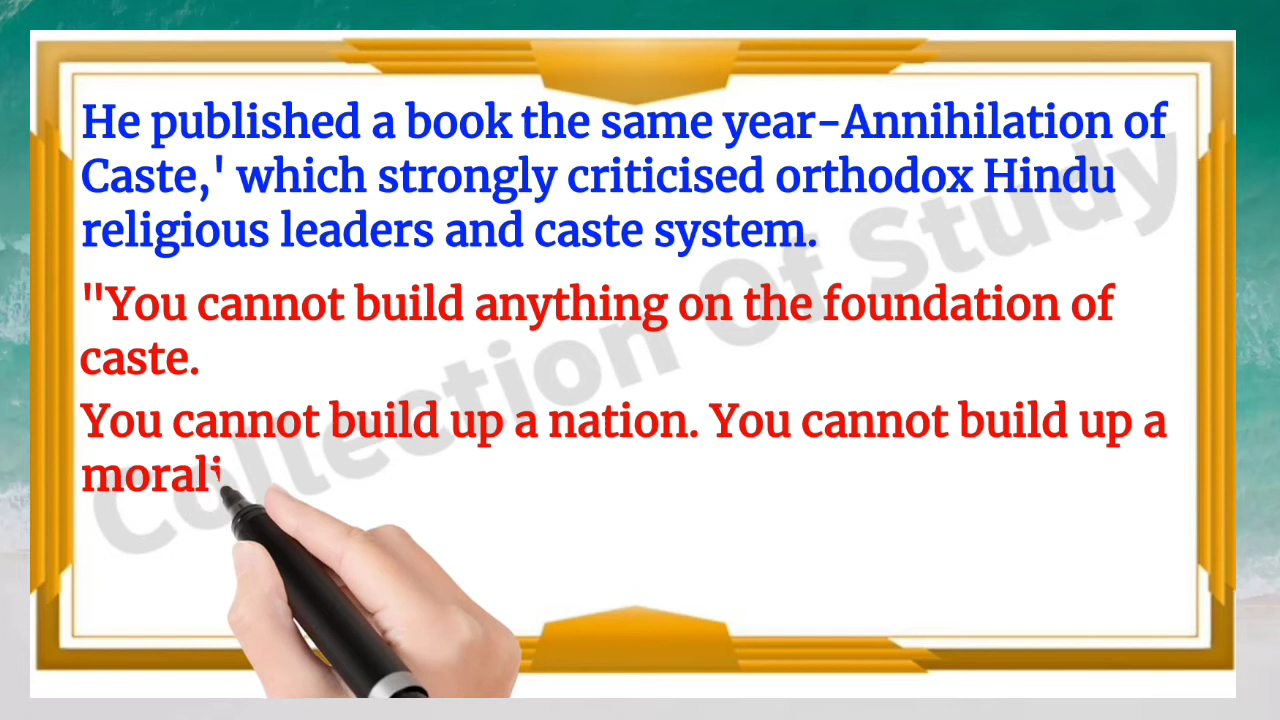 He published a book the same year-Annihilation of
Caste,' which strongly criticised orthodox Hindu
religious leaders and caste system.
"You cannot build anything on the foundation of
caste.
You cannot build up a nation. You cannot build up a
morali
Collection Of Study